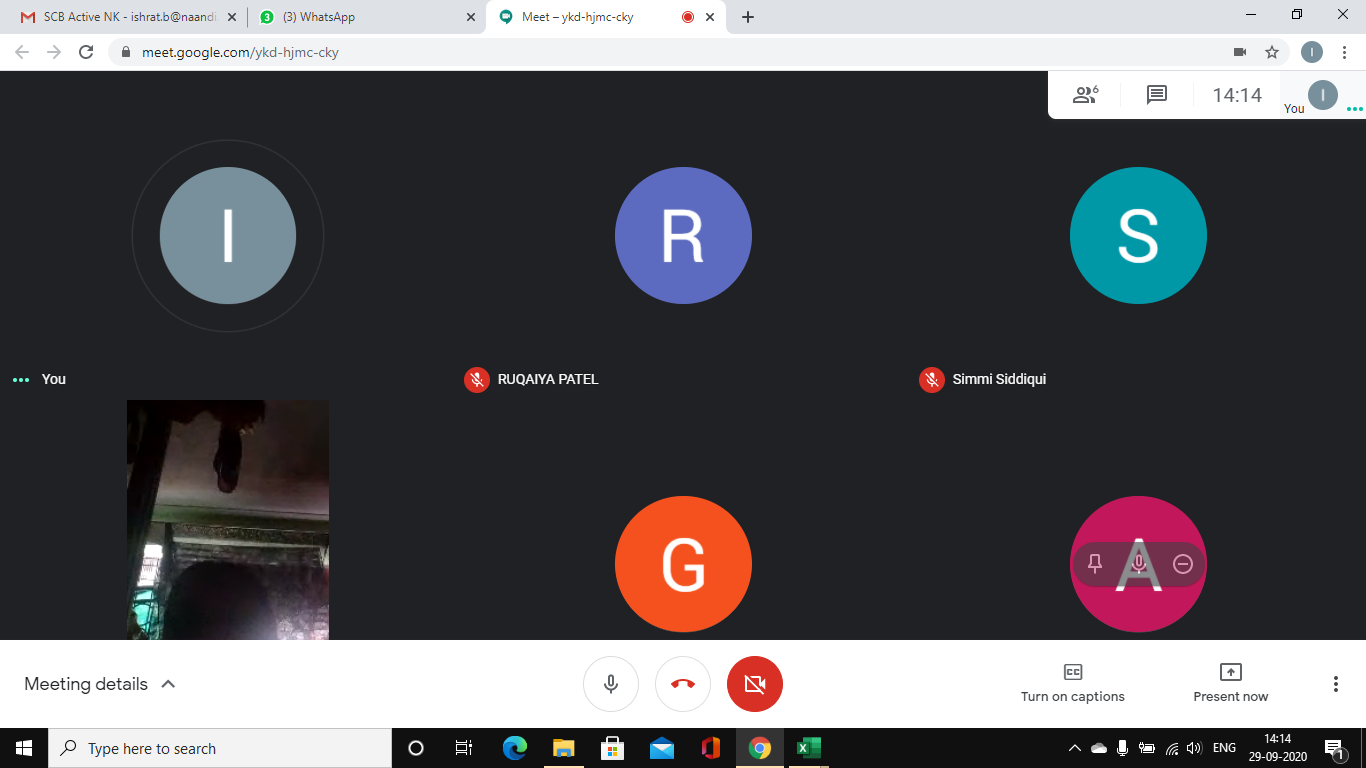 SCB Active NK - ishrat.b@naandi
(3) WhatsApp
Meet – ykd-hjmc-cky
meet.google.com/ykd-hjmc-cky
I
6
14:14
You
I
I
R
S
You
RUQAIYA PATEL
Simmi Siddiqui
G
A
Meeting details
Turn on captions
Present now
Type here to search
ENG
14:14
29-09-2020
1